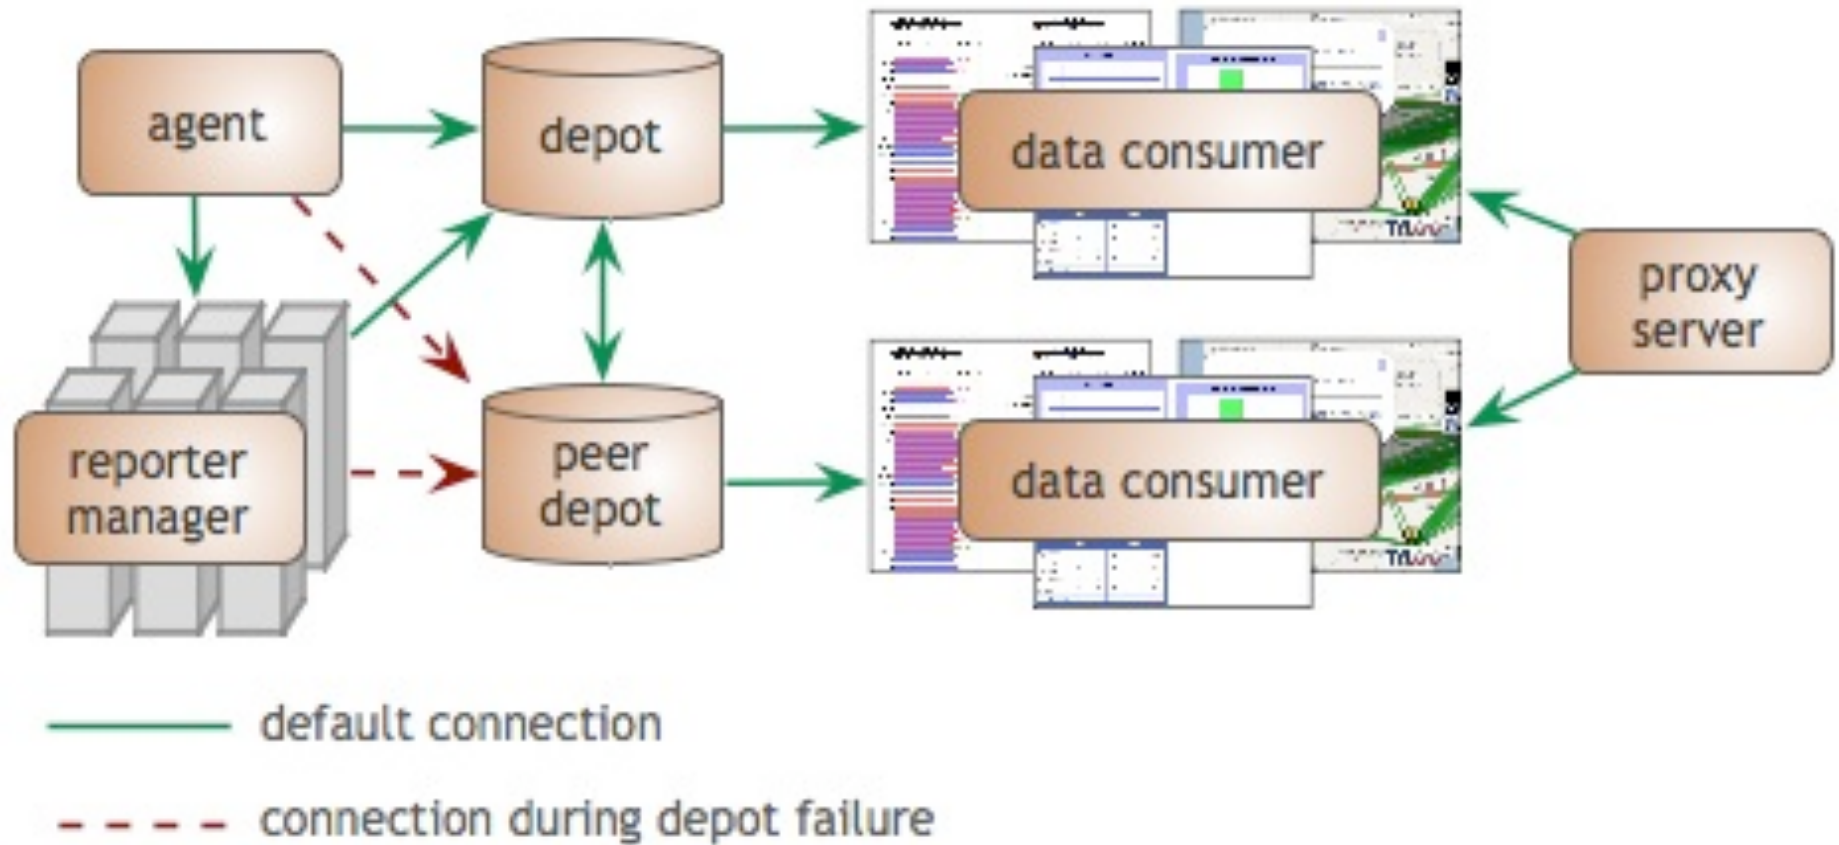 agent
depot
data consumer
proxy
server
reporter
manager
peer
depot
data consumer
default connection
connection during depot failure